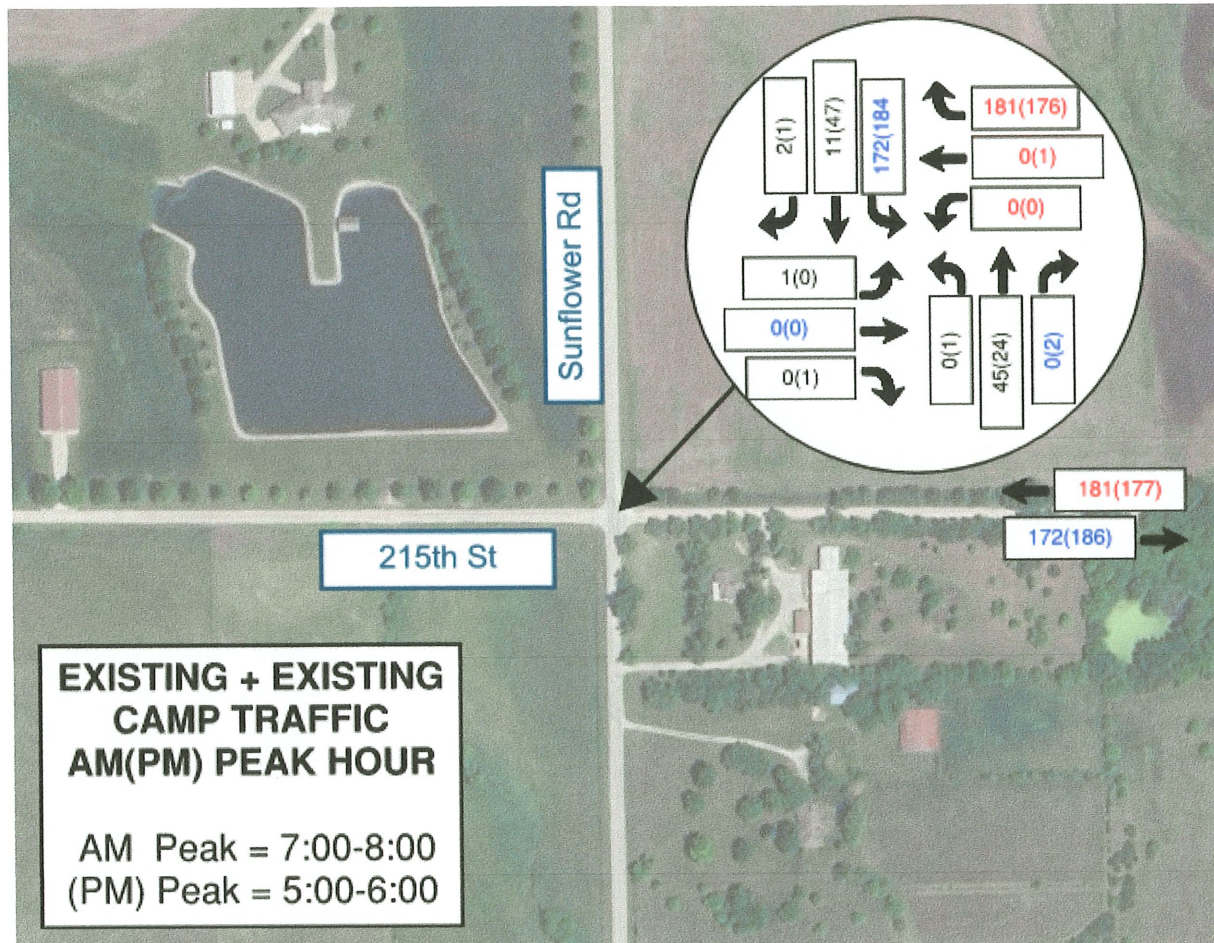 2(1)
11(47)
172(184
181(176)
0(1)
0(0)
1(0)
0(0)
0(1)
0(1)
45(24)
0(2)
Sunflower Rd
181(177)
172(186)
215th St
EXISTING + EXISTING
CAMP TRAFFIC
AM(PM) PEAK HOUR
AM Peak = 7:00-8:00
(PM) Peak = 5:00-6:00